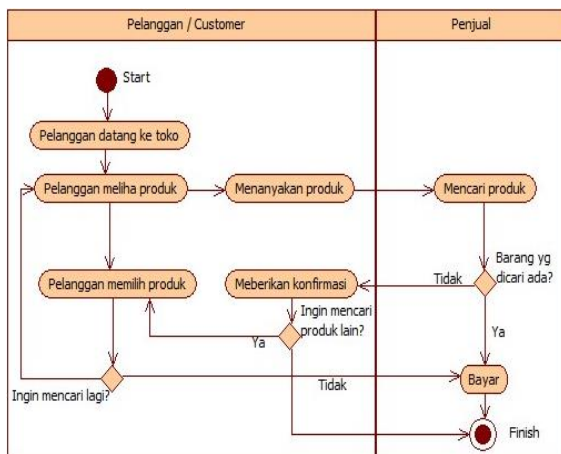 Pelanggan / Customer
Penjual
Start
Pelanggan datang ke toko
Pelanggan meliha produk
Menanyakan produk
Mencari produk
Barang yg
dicari ada?
Tidak
Pelanggan memilih produk
Meberikan konfirmasi
Ingin mencari
produk lain?
Ya
Ya
Ingin mencari lagi?
Tidak
Bayar
Finish